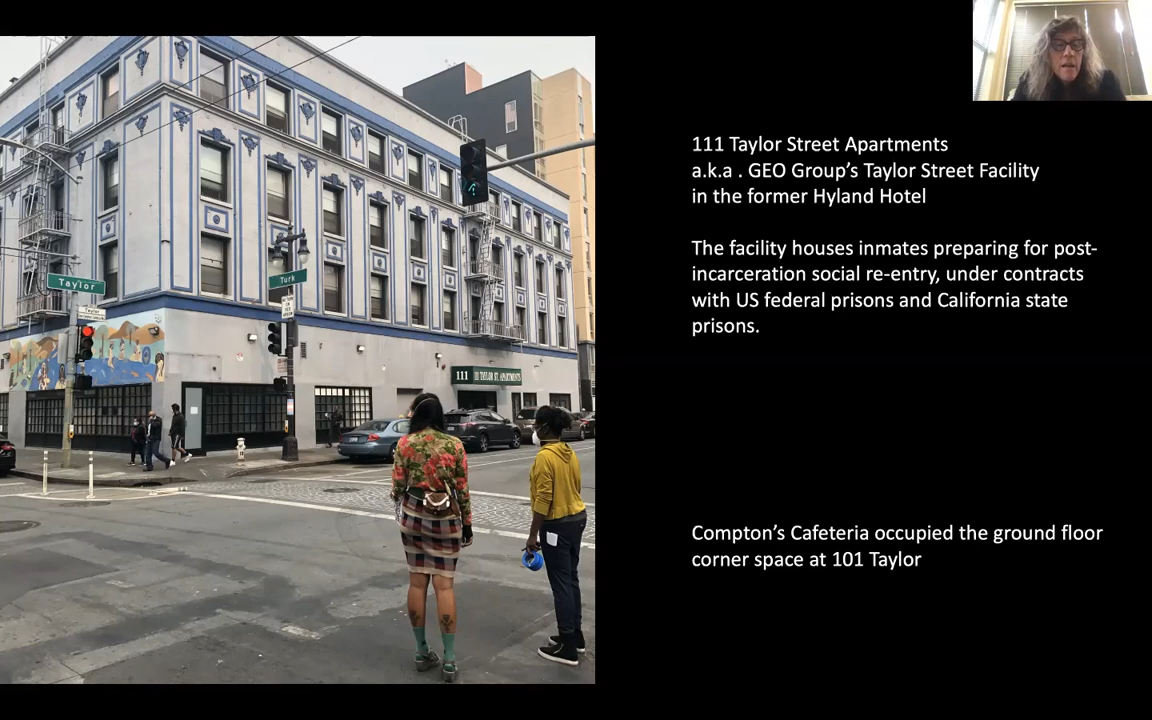 111 Taylor Street Apartments
a.k.a . GEO Group's Taylor Street Facility
in the former Hyland Hotel
The facility houses inmates preparing for post-
incarceration social re-entry, under contracts
with US federal prisons and California state
prisons.
Compton's Cafeteria occupied the ground floor
corner space at 101 Taylor
Taylor
Taylor
Turk
111 111 TAYLOR ST. APARTMENTS